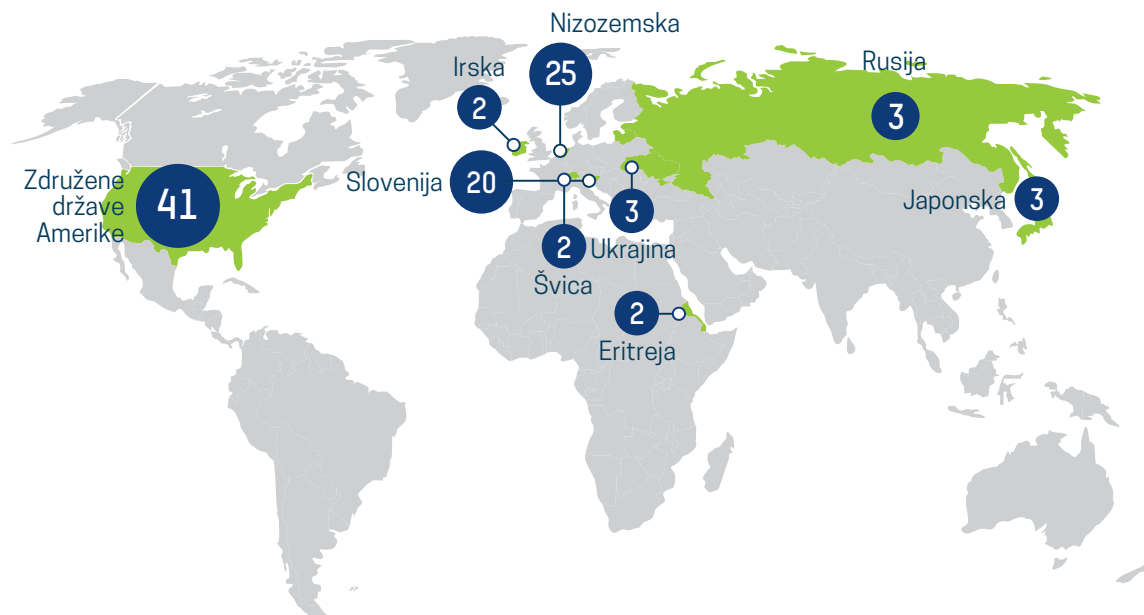 Nizozemska
25
Irska
2
Rusija
3
Združene
države
Amerike
41
Slovenija
20
2
Švica
3
Ukrajina
Japonska
3
2
Eritreja